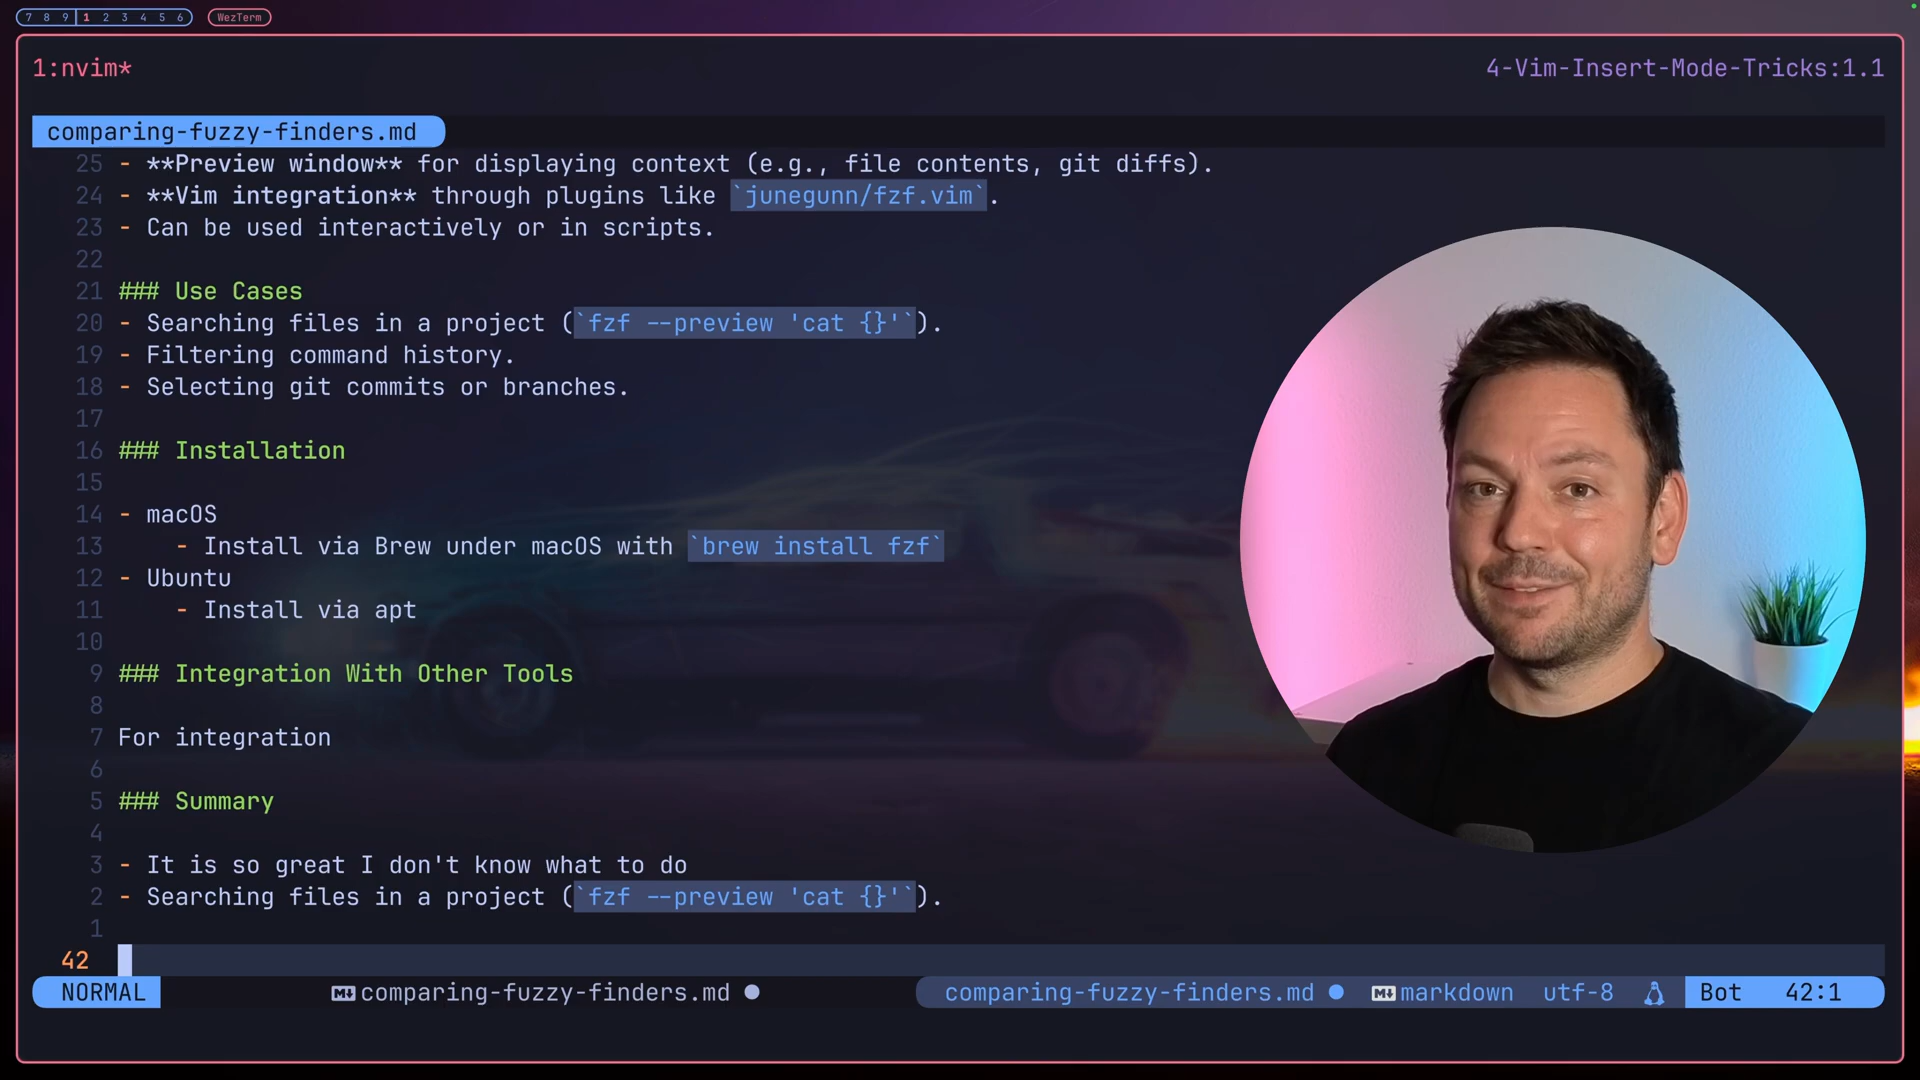 7 8 9 1 2 3 4 5 6 WezTerm
1:nvim* 4-Vim-Insert-Mode-Tricks:1.1
comparing-fuzzy-finders.md
25 - **Preview window** for displaying context (e.g., file contents, git diffs).
24 - **Vim integration** through plugins like `junegunn/fzf.vim`.
23 - Can be used interactively or in scripts.
22
21 ### Use Cases
20 - Searching files in a project (`fzf --preview 'cat {}'`).
19 - Filtering command history.
18 - Selecting git commits or branches.
17
16 ### Installation
15
14 - macOS
13 - Install via Brew under macOS with `brew install fzf`
12 - Ubuntu
11 - Install via apt
10
9 ### Integration With Other Tools
8
7 For integration
6
5 ### Summary
4
3 - It is so great I don't know what to do
2 - Searching files in a project (`fzf --preview 'cat {}'`).
1
42
NORMAL comparing-fuzzy-finders.md comparing-fuzzy-finders.md markdown utf-8 Bot 42:1